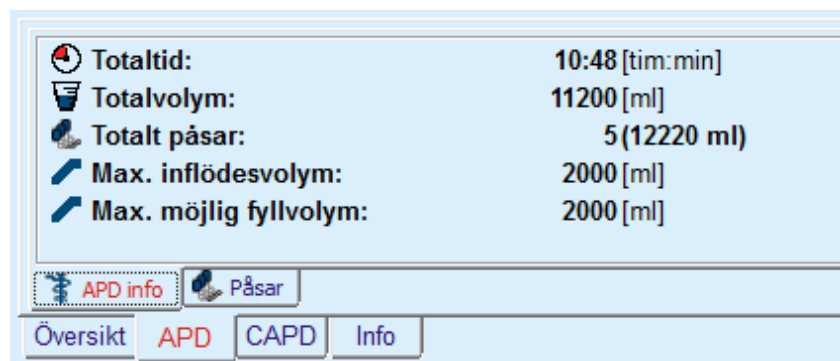 Totaltid: 10:48 [tim:min]
Totalvolym: 11200 [ml]
Totalt påsar: 5 (12220 ml)
Max. inflödesvolym: 2000 [ml]
Max. möjlig fyllvolym: 2000 [ml]
APD info Påsar
Översikt APD CAPD Info